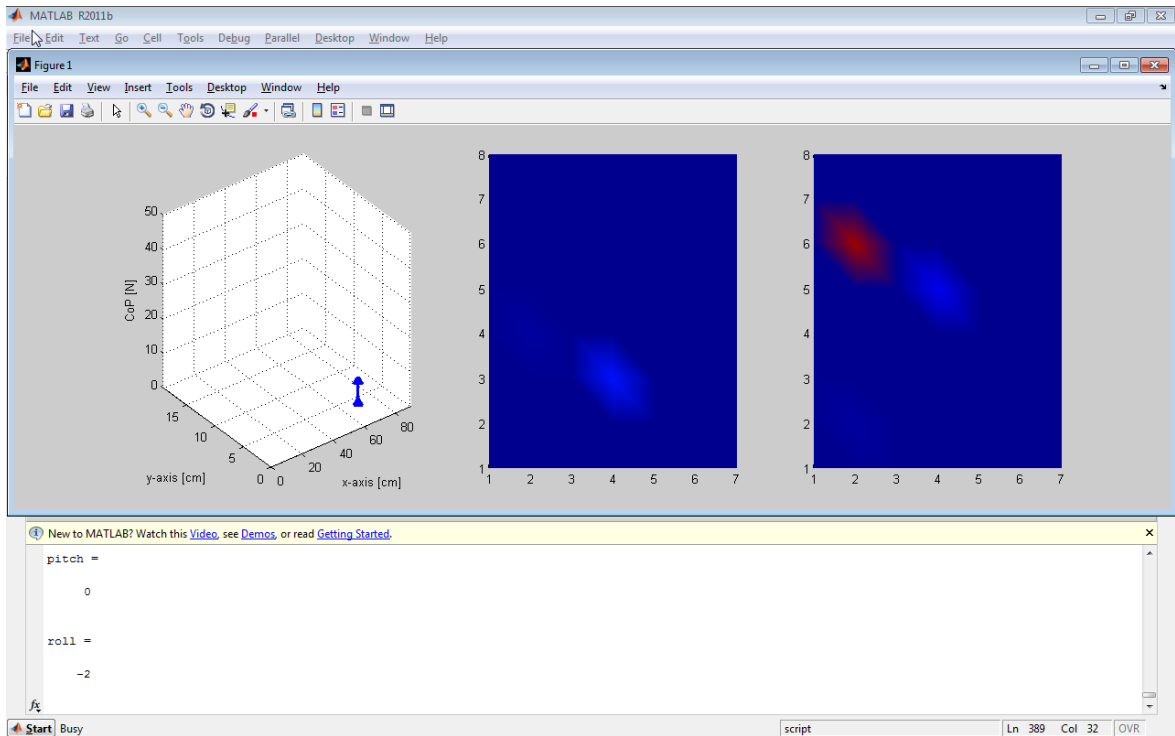 MATLAB R2011b
File Edit Text Go Cell Tools Debug Parallel Desktop Window Help
Figure 1
File Edit View Insert Tools Desktop Window Help
50
40
30
20
10
0
CoP [N]
15
10
5
0
y-axis [cm]
0
20
40
60
80
x-axis [cm]
8
7
6
5
4
3
2
1
1 2 3 4 5 6 7
8
7
6
5
4
3
2
1
1 2 3 4 5 6 7
New to MATLAB? Watch this Video, see Demos, or read Getting Started.
pitch =
0
roll =
-2
fx
Start Busy script Ln 389 Col 32 OVR